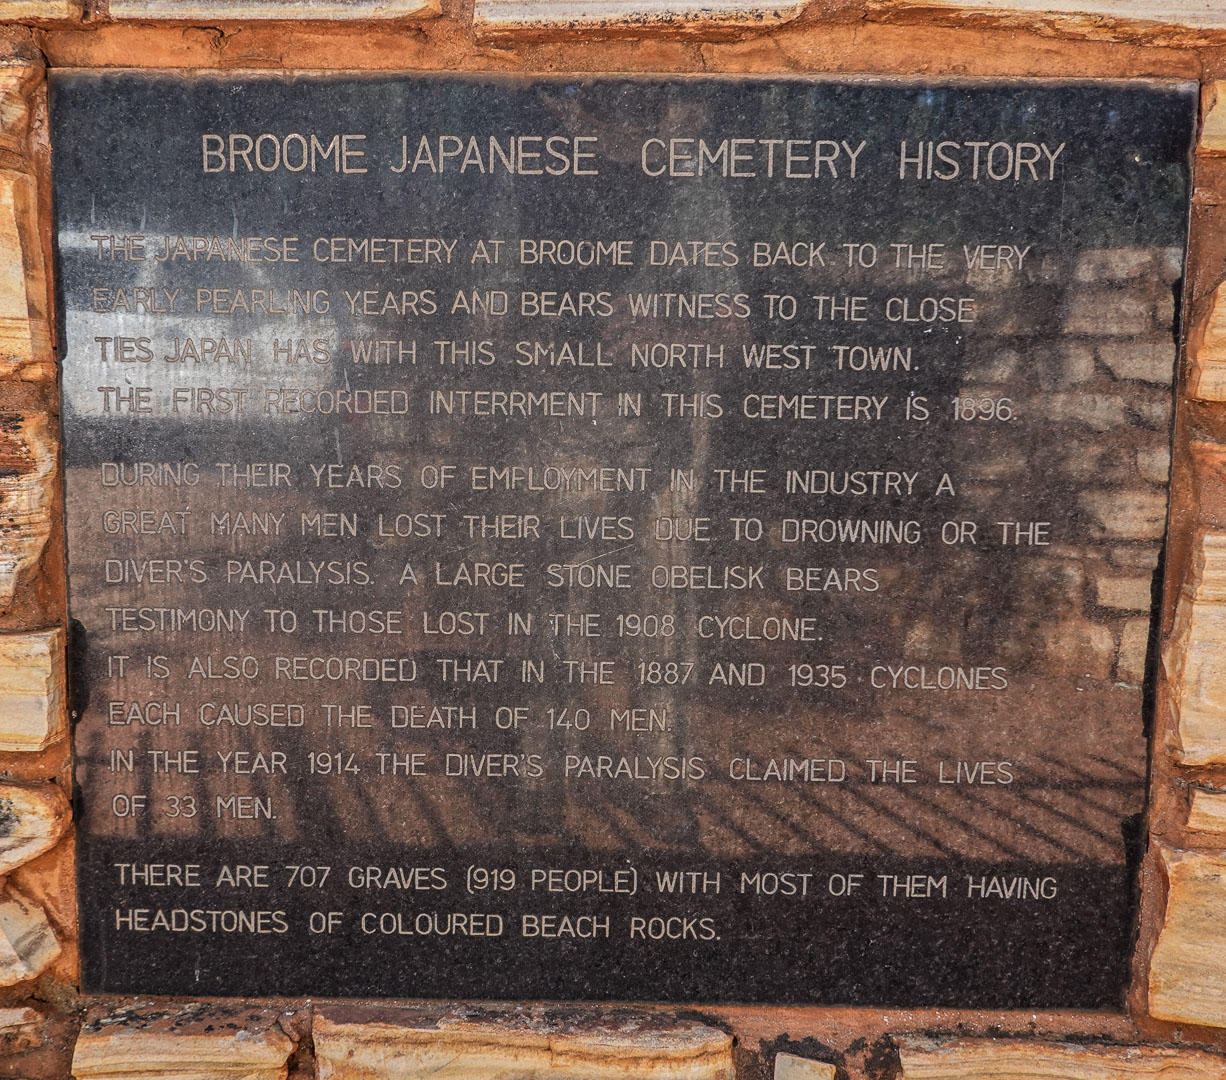 BROOME JAPANESE CEMETERY HISTORY
THE JAPANESE CEMETERY AT BROOME DATES BACK TO THE VERY
EARLY PEARLING YEARS AND BEARS WITNESS TO THE CLOSE
TIES JAPAN HAS WITH THIS SMALL NORTH WEST TOWN.
THE FIRST RECORDED INTERRMENT IN THIS CEMETERY IS 1896.
DURING THEIR YEARS OF EMPLOYMENT IN THE INDUSTRY A
GREAT MANY MEN LOST THEIR LIVES DUE TO DROWNING OR THE
DIVER'S PARALYSIS. A LARGE STONE OBELISK BEARS
TESTIMONY TO THOSE LOST IN THE 1908 CYCLONE.
IT IS ALSO RECORDED THAT IN THE 1887 AND 1935 CYCLONES
EACH CAUSED THE DEATH OF 140 MEN.
IN THE YEAR 1914 THE DIVER'S PARALYSIS CLAIMED THE LIVES
OF 33 MEN.
THERE ARE 707 GRAVES (919 PEOPLE) WITH MOST OF THEM HAVING
HEADSTONES OF COLOURED BEACH ROCKS.